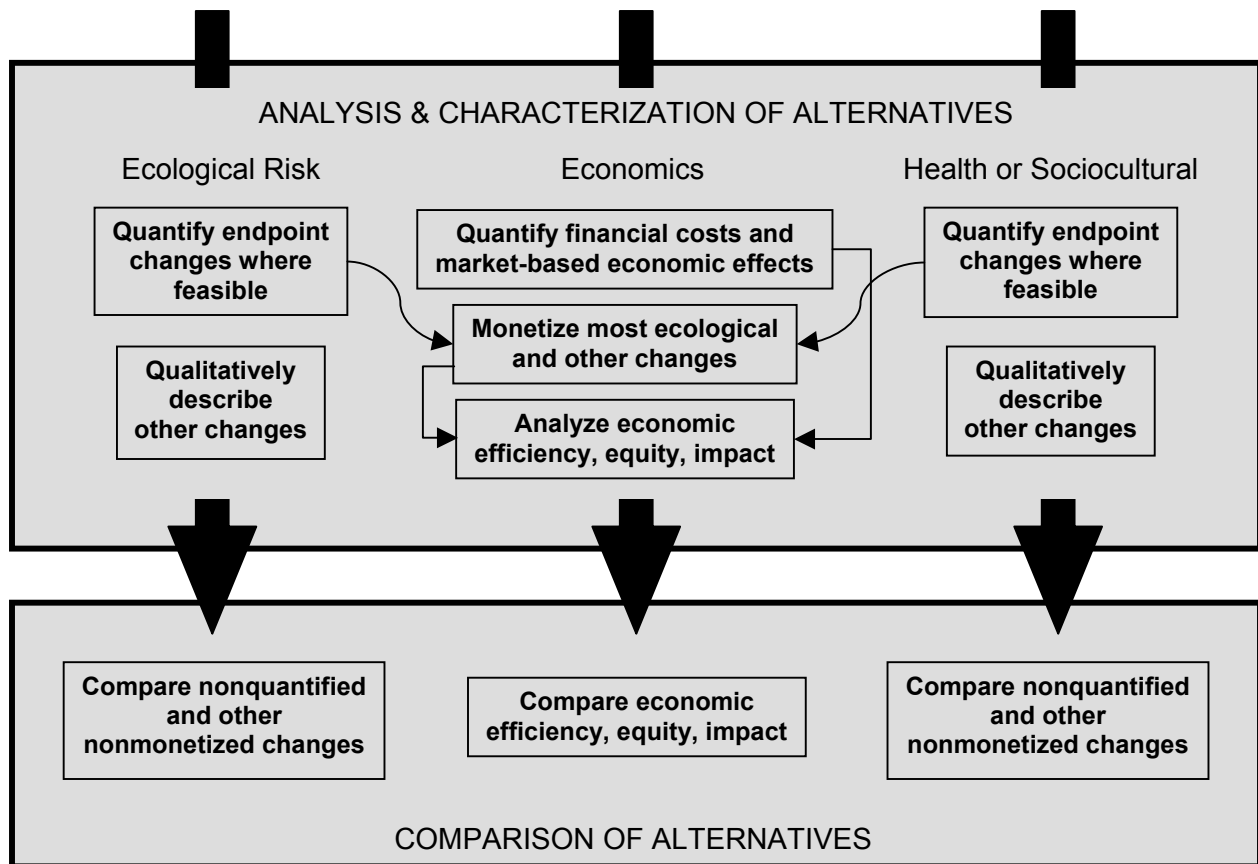 ANALYSIS & CHARACTERIZATION OF ALTERNATIVES
Ecological Risk
Quantify endpoint
changes where
feasible
Qualitatively
describe
other changes
Economics
Quantify financial costs and
market-based economic effects
Monetize most ecological
and other changes
Analyze economic
efficiency, equity, impact
Health or Sociocultural
Quantify endpoint
changes where
feasible
Qualitatively
describe
other changes
Compare nonquantified
and other
nonmonetized changes
Compare economic
efficiency, equity, impact
Compare nonquantified
and other
nonmonetized changes
COMPARISON OF ALTERNATIVES